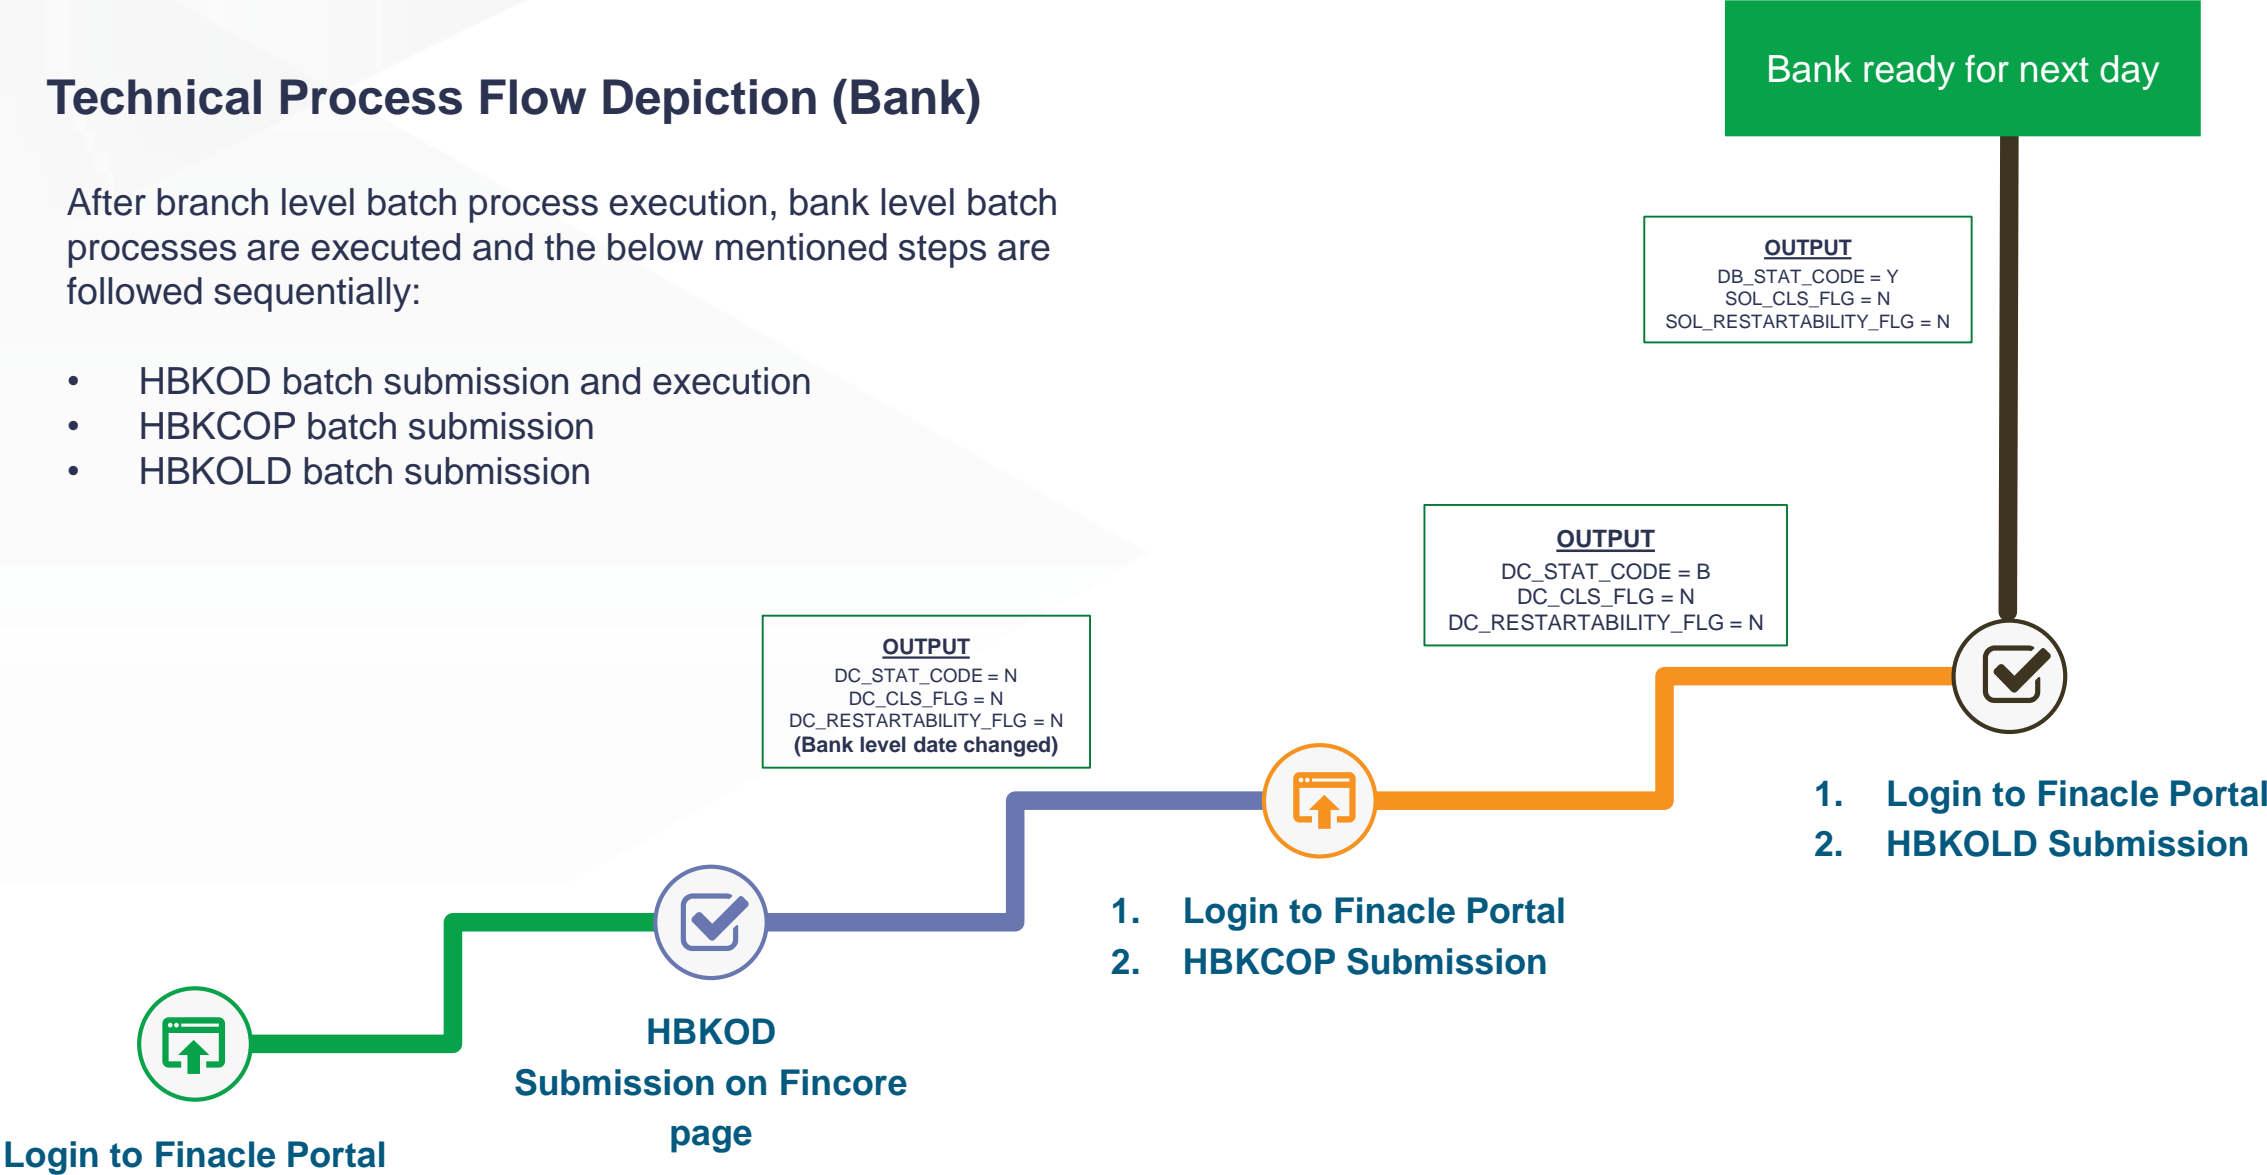 Technical Process Flow Depiction (Bank)
Bank ready for next day
After branch level batch process execution, bank level batch
processes are executed and the below mentioned steps are
followed sequentially:
• HBKOD batch submission and execution
• HBKCOP batch submission
• HBKOLD batch submission
OUTPUT
DB_STAT_CODE = Y
SOL_CLS_FLG = N
SOL_RESTARTABILITY_FLG = N
OUTPUT
DC_STAT_CODE = B
DC_CLS_FLG = N
DC_RESTARTABILITY_FLG = N
OUTPUT
DC_STAT_CODE = N
DC_CLS_FLG = N
DC_RESTARTABILITY_FLG = N
(Bank level date changed)
1. Login to Finacle Portal
2. HBKOLD Submission
1. Login to Finacle Portal
2. HBKCOP Submission
HBKOD
Submission on Fincore
page
Login to Finacle Portal